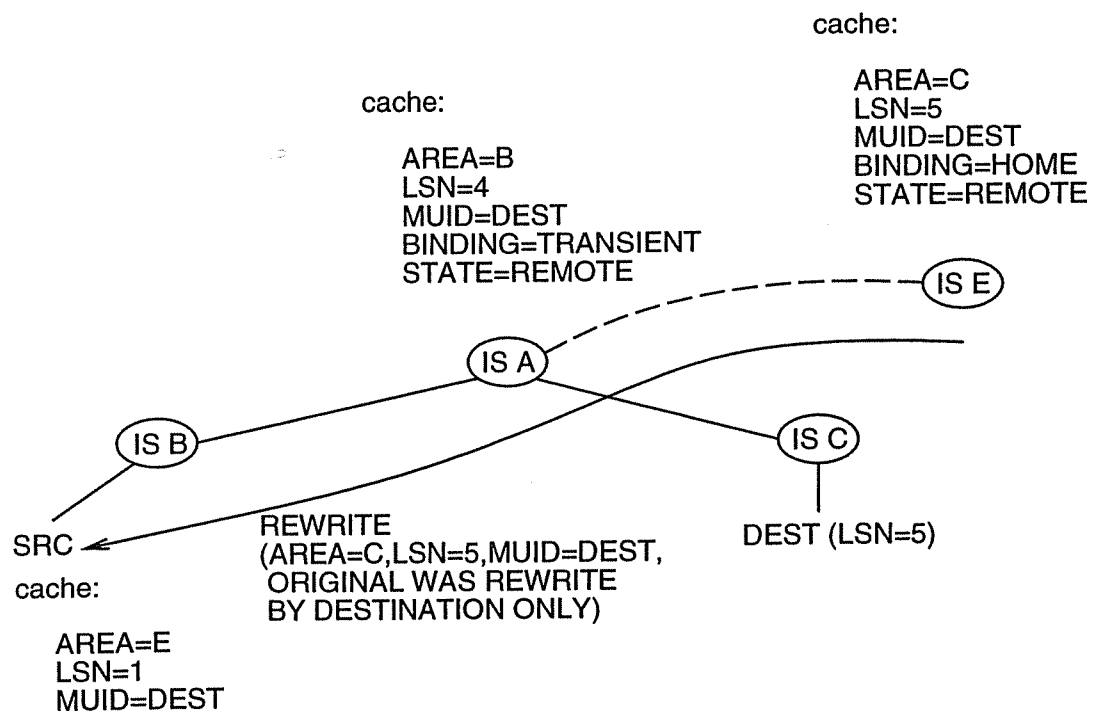 cache:
AREA=C
LSN=5
MUID=DEST
BINDING=HOME
STATE=REMOTE
cache:
AREA=B
LSN=4
MUID=DEST
BINDING=TRANSIENT
STATE=REMOTE
IS E
IS A
IS B
IS C
SRC
REWRITE
(AREA=C,LSN=5,MUID=DEST,
ORIGINAL WAS REWRITE
BY DESTINATION ONLY)
DEST (LSN=5)
cache:
AREA=E
LSN=1
MUID=DEST